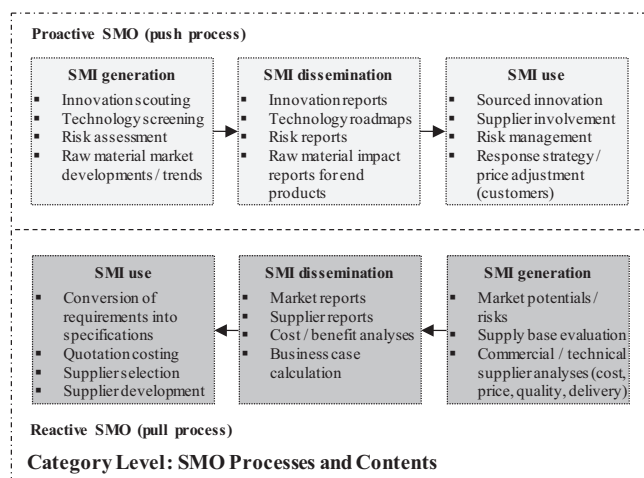 Proactive SMO (push process)
SMI generation
▪ Innovation scouting
▪ Technology screening
▪ Risk assessment
▪ Raw material market
developments / trends
SMI dissemination
▪ Innovation reports
▪ Technology roadmaps
▪ Risk reports
▪ Raw material impact
reports for end
products
SMI use
▪ Sourced innovation
▪ Supplier involvement
▪ Risk management
▪ Response strategy /
price adjustment
(customers)
SMI use
▪ Conversion of
requirements into
specifications
▪ Quotation costing
▪ Supplier selection
▪ Supplier development
SMI dissemination
▪ Market reports
▪ Supplier reports
▪ Cost / benefit analyses
▪ Business case
calculation
SMI generation
▪ Market potentials /
risks
▪ Supply base evaluation
▪ Commercial / technical
supplier analyses (cost,
price, quality, delivery)
Reactive SMO (pull process)
Category Level: SMO Processes and Contents